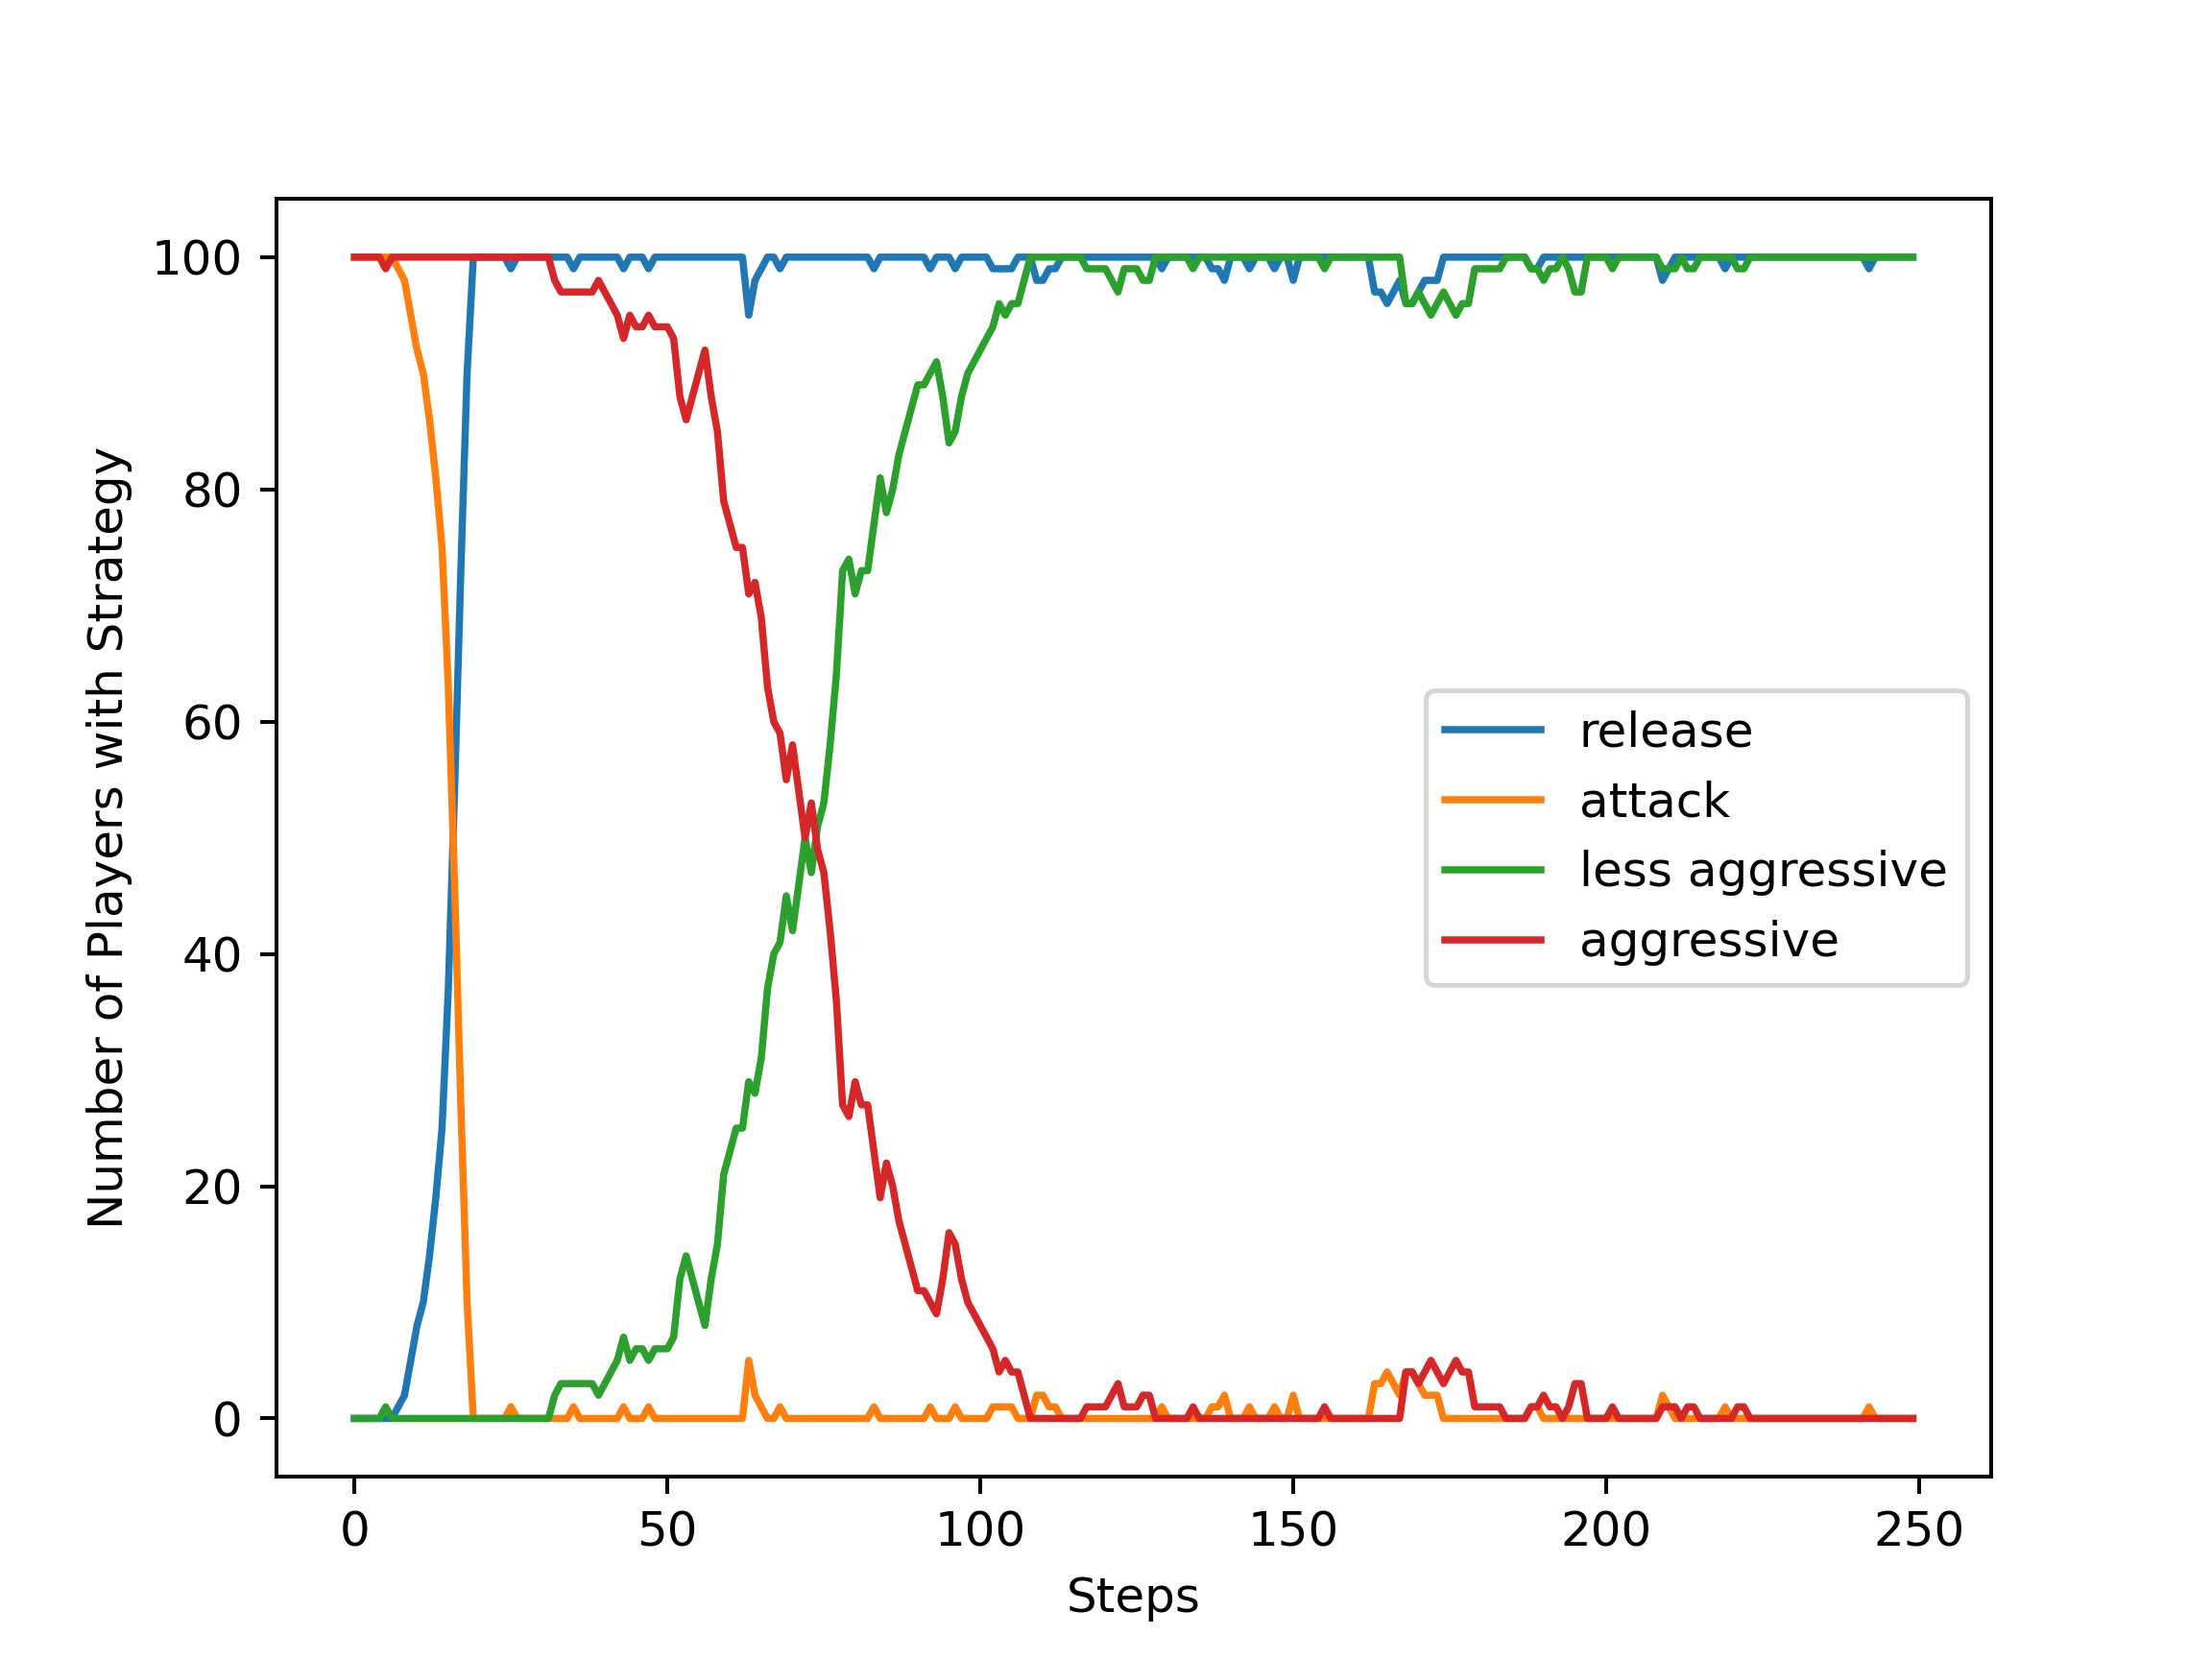 100
80
60
40
20
0
Number of Players with Strategy
release
attack
less aggressive
aggressive
0 50 100 150 200 250
Steps